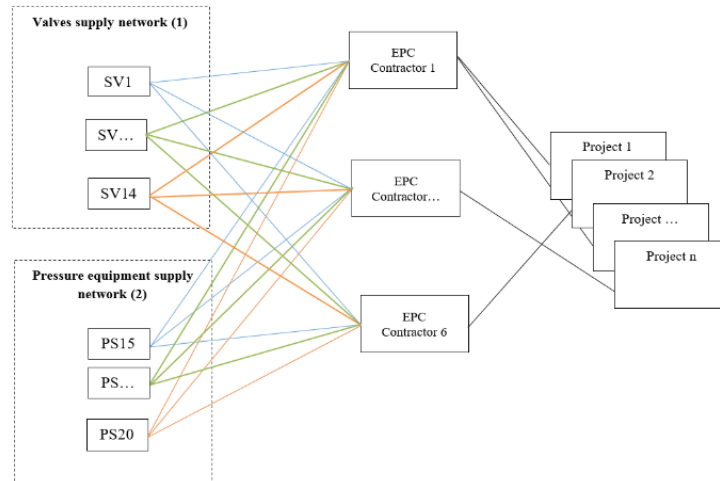 Valves supply network (1)
SV1
SV…
SV14
Pressure equipment supply
network (2)
PS15
PS…
PS20
EPC
Contractor 1
EPC
Contractor…
EPC
Contractor 6
Project 1
Project 2
Project …
Project n